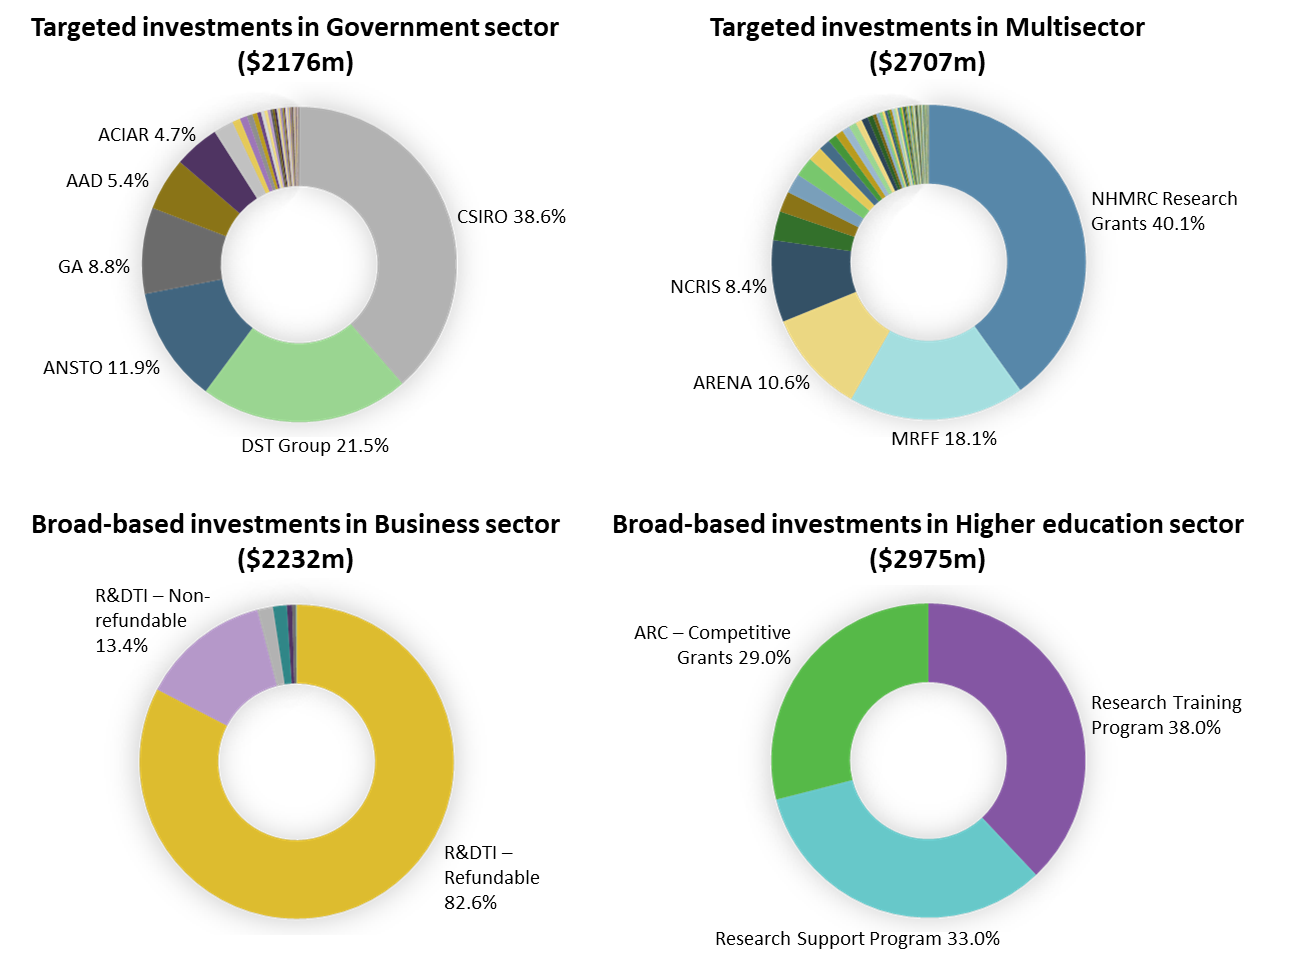 Targeted investments in Government sector
($2176m)
ACIAR 4.7%
AAD 5.4%
GA 8.8%
ANSTO 11.9%
CSIRO 38.6%
DST Group 21.5%
Targeted investments in Multisector
($2707m)
NHMRC Research
Grants 40.1%
NCRIS 8.4%
ARENA 10.6%
MRFF 18.1%
Broad-based investments in Business sector
($2232m)
R&DTI – Non-
refundable
13.4%
R&DTI –
Refundable
82.6%
Broad-based investments in Higher education sector
($2975m)
ARC – Competitive
Grants 29.0%
Research Training
Program 38.0%
Research Support Program 33.0%